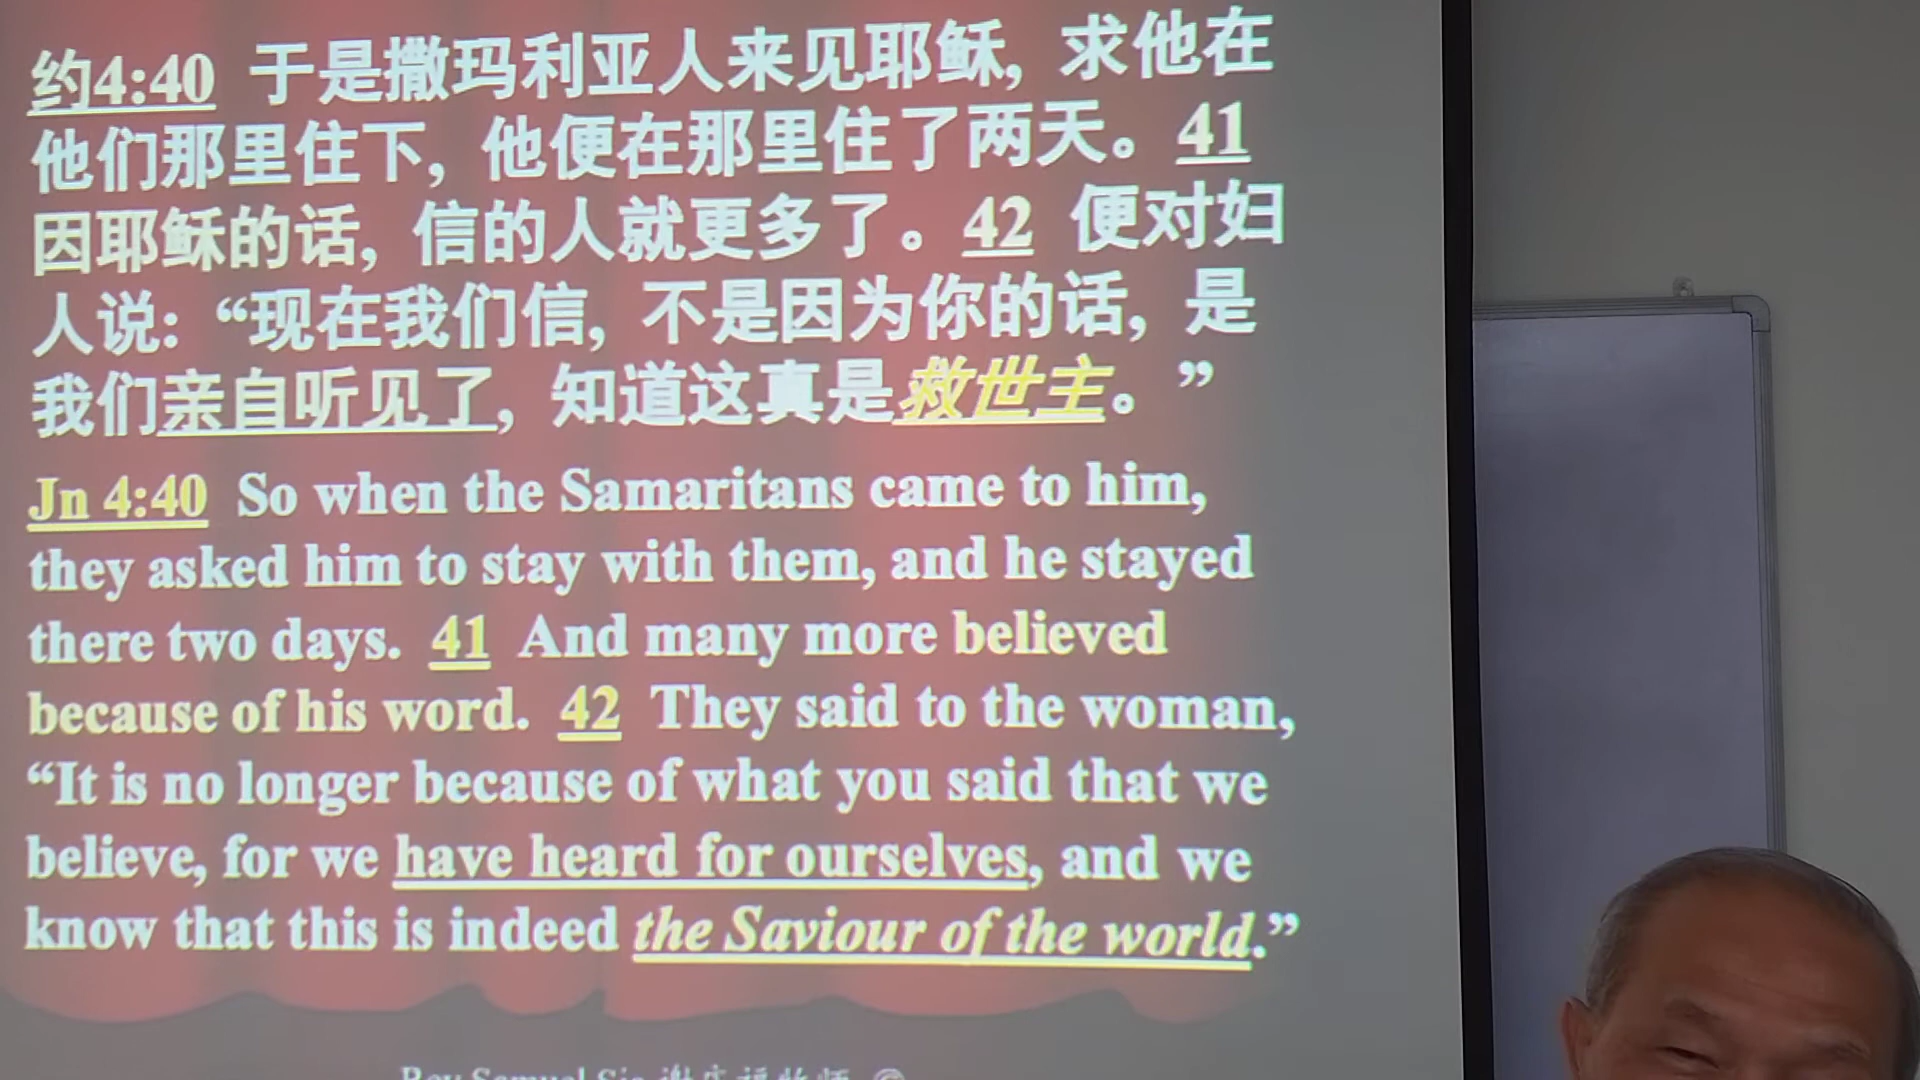 约4:40 于是撒玛利亚人来见耶稣, 求他在
他们那里住下, 他便在那里住了两天。41
因耶稣的话, 信的人就更多了。42 便对妇
人说: “现在我们信, 不是因为你的话, 是
我们亲自听见了, 知道这真是救世主。”
Jn 4:40 So when the Samaritans came to him,
they asked him to stay with them, and he stayed
there two days. 41 And many more believed
because of his word. 42 They said to the woman,
“It is no longer because of what you said that we
believe, for we have heard for ourselves, and we
know that this is indeed the Saviour of the world.”
Rev Samuel Sia